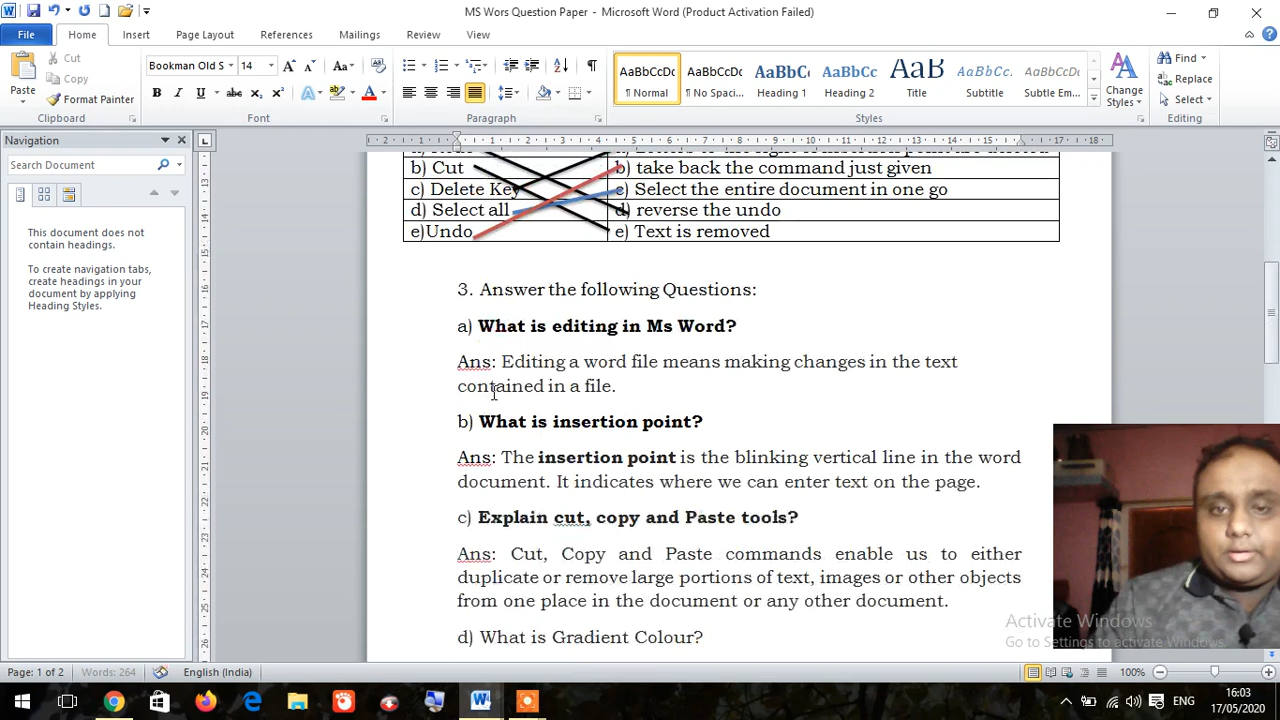 MS Wors Question Paper - Microsoft Word (Product Activation Failed)
File Home Insert Page Layout References Mailings Review View
Paste
Cut
Copy
Format Painter
Clipboard
Bookman Old S 14
Font
Paragraph
AaBbCcDc AaBbCcDc AaBbCc AaBbCc AaB AaBbCcL AaBbCcDc
¶ Normal ¶ No Spaci... Heading 1 Heading 2 Title Subtitle Subtle Em...
Styles
Change Styles
Find
Replace
Select
Editing
Navigation
Search Document
This document does not
contain headings.
To create navigation tabs,
create headings in your
document by applying
Heading Styles.
b) Cut b) take back the command just given
c) Delete Key c) Select the entire document in one go
d) Select all d) reverse the undo
e)Undo e) Text is removed
3. Answer the following Questions:
a) What is editing in Ms Word?
Ans: Editing a word file means making changes in the text
contained in a file.
b) What is insertion point?
Ans: The insertion point is the blinking vertical line in the word
document. It indicates where we can enter text on the page.
c) Explain cut, copy and Paste tools?
Ans: Cut, Copy and Paste commands enable us to either
duplicate or remove large portions of text, images or other objects
from one place in the document or any other document.
d) What is Gradient Colour?
Activate Windows
Go to Settings to activate Windows.
Page: 1 of 2 Words: 264 English (India) 100%
ENG
16:03
17/05/2020